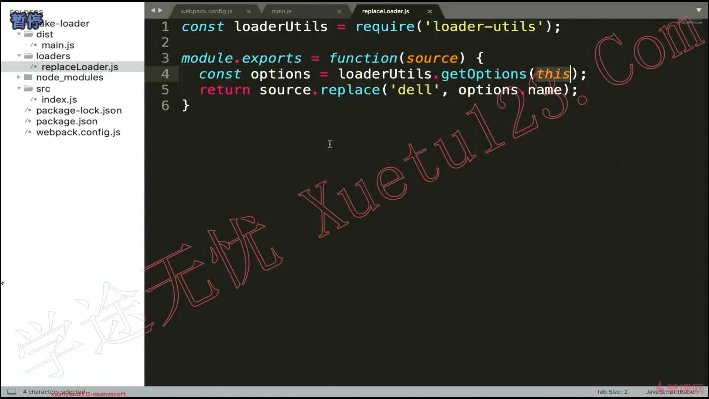 FOLDERS
暂停
make-loader
dist
main.js
loaders
replaceLoader.js
node_modules
src
index.js
package-lock.json
package.json
webpack.config.js
webpack.config.js × main.js × replaceLoader.js ×
1 const loaderUtils = require('loader-utils');
2
3 module.exports = function(source) {
4 const options = loaderUtils.getOptions(this);
5 return source.replace('dell', options.name);
6 }
学途无忧 Xuetu123.Com
4 characters selected
Tab Size: 2
JavaScript (Babel)